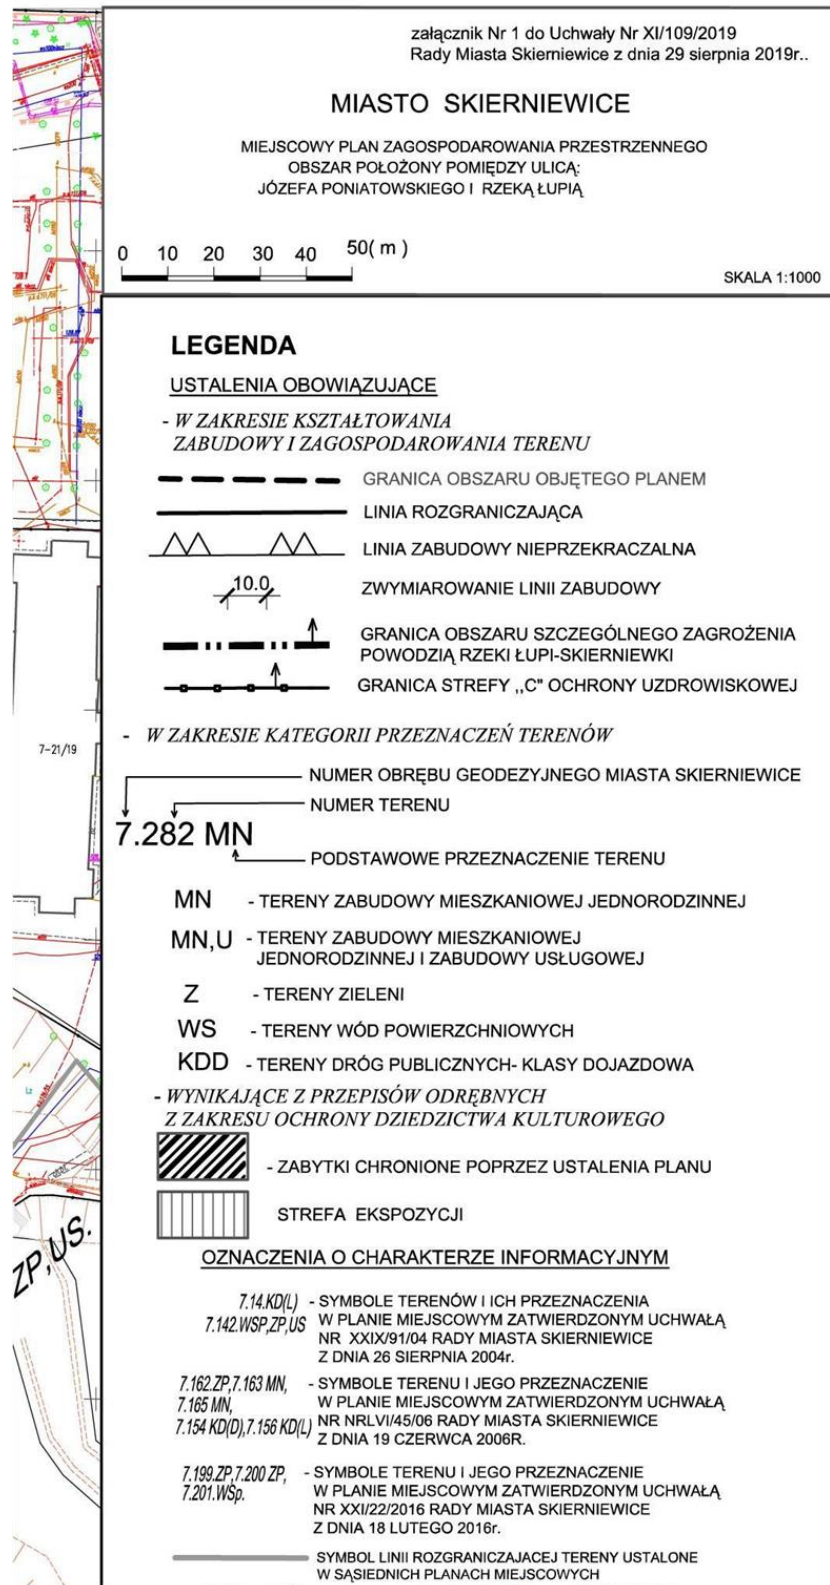 załącznik Nr 1 do Uchwały Nr XI/109/2019
Rady Miasta Skierniewice z dnia 29 sierpnia 2019r..
MIASTO SKIERNIEWICE
MIEJSCOWY PLAN ZAGOSPODAROWANIA PRZESTRZENNEGO
OBSZAR POŁOŻONY POMIĘDZY ULICĄ:
JÓZEFA PONIATOWSKIEGO I RZEKĄ ŁUPIĄ
0 10 20 30 40 50( m )
SKALA 1:1000
LEGENDA
USTALENIA OBOWIĄZUJĄCE
- W ZAKRESIE KSZTAŁTOWANIA
ZABUDOWY I ZAGOSPODAROWANIA TERENU
GRANICA OBSZARU OBJĘTEGO PLANEM
LINIA ROZGRANICZAJĄCA
LINIA ZABUDOWY NIEPRZEKRACZALNA
10.0 ZWYMIAROWANIE LINII ZABUDOWY
GRANICA OBSZARU SZCZEGÓLNEGO ZAGROŻENIA
POWODZIĄ RZEKI ŁUPI-SKIERNIEWKI
GRANICA STREFY ,,C" OCHRONY UZDROWISKOWEJ
- W ZAKRESIE KATEGORII PRZEZNACZEŃ TERENÓW
7-21/19
NUMER OBRĘBU GEODEZYJNEGO MIASTA SKIERNIEWICE
NUMER TERENU
7.282 MN
PODSTAWOWE PRZEZNACZENIE TERENU
MN - TERENY ZABUDOWY MIESZKANIOWEJ JEDNORODZINNEJ
MN,U - TERENY ZABUDOWY MIESZKANIOWEJ
JEDNORODZINNEJ I ZABUDOWY USŁUGOWEJ
Z - TERENY ZIELENI
WS - TERENY WÓD POWIERZCHNIOWYCH
KDD - TERENY DRÓG PUBLICZNYCH- KLASY DOJAZDOWA
- WYNIKAJĄCE Z PRZEPISÓW ODRĘBNYCH
Z ZAKRESU OCHRONY DZIEDZICTWA KULTUROWEGO
- ZABYTKI CHRONIONE POPRZEZ USTALENIA PLANU
STREFA EKSPOZYCJI
ZP,US.
OZNACZENIA O CHARAKTERZE INFORMACYJNYM
7.14.KD(L) - SYMBOLE TERENÓW I ICH PRZEZNACZENIA
7.142.WSP,ZP,US W PLANIE MIEJSCOWYM ZATWIERDZONYM UCHWAŁĄ
NR XXIX/91/04 RADY MIASTA SKIERNIEWICE
Z DNIA 26 SIERPNIA 2004r.
7.162.ZP,7.163 MN, - SYMBOLE TERENU I JEGO PRZEZNACZENIE
7.165 MN, W PLANIE MIEJSCOWYM ZATWIERDZONYM UCHWAŁĄ
7.154 KD(D),7.156 KD(L) NR NRLVI/45/06 RADY MIASTA SKIERNIEWICE
Z DNIA 19 CZERWCA 2006R.
7.199.ZP,7.200 ZP, - SYMBOLE TERENU I JEGO PRZEZNACZENIE
7.201.WSp. W PLANIE MIEJSCOWYM ZATWIERDZONYM UCHWAŁĄ
NR XXI/22/2016 RADY MIASTA SKIERNIEWICE
Z DNIA 18 LUTEGO 2016r.
SYMBOL LINII ROZGRANICZAJACEJ TERENY USTALONE
W SĄSIEDNICH PLANACH MIEJSCOWYCH